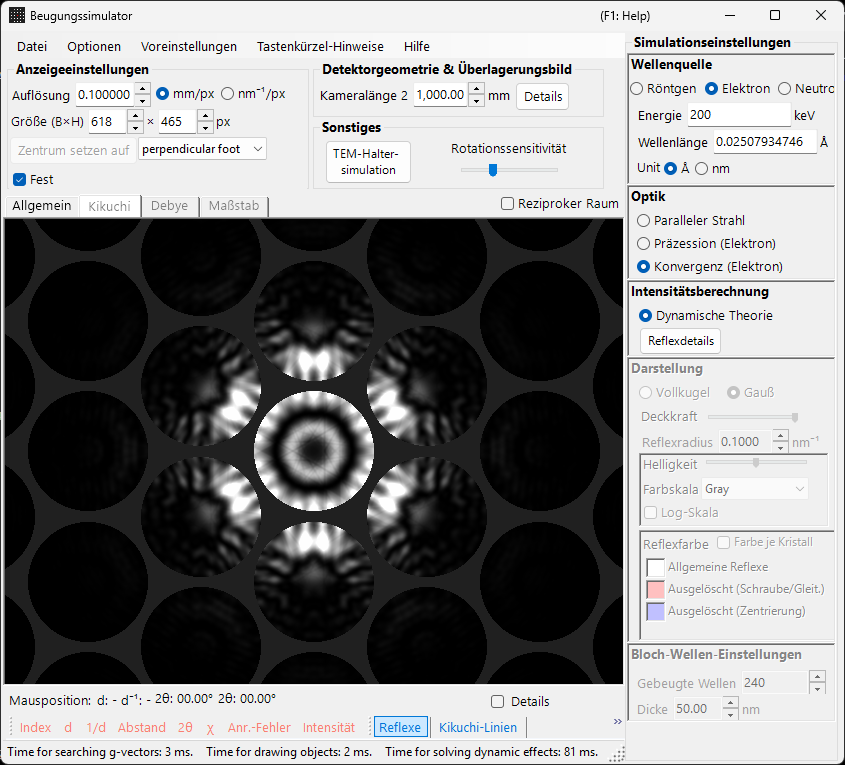 Beugungssimulator
(F1: Help)
Datei Optionen Voreinstellungen Tastenkürzel-Hinweise Hilfe
Anzeigeeinstellungen
Auflösung 0.100000 mm/px nm⁻¹/px
Größe (B×H) 618 × 465 px
Zentrum setzen auf perpendicular foot
Fest
Detektorgeometrie & Überlagerungsbild
Kameralänge 2 1,000.00 mm Details
Sonstiges
TEM-Halter-
simulation
Rotationssensitivität
Allgemein Kikuchi Debye Maßstab
Reziproker Raum
Mausposition: d: - d⁻¹: - 2θ: 00.00° 2θ: 00.00°
Details
Index d 1/d Abstand 2θ χ Anr.-Fehler Intensität Reflexe Kikuchi-Linien »
Time for searching g-vectors: 3 ms. Time for drawing objects: 2 ms. Time for solving dynamic effects: 81 ms.
Simulationseinstellungen
Wellenquelle
Röntgen Elektron Neutro
Energie 200 keV
Wellenlänge 0.02507934746 Å
Unit Å nm
Optik
Paralleler Strahl
Präzession (Elektron)
Konvergenz (Elektron)
Intensitätsberechnung
Dynamische Theorie
Reflexdetails
Darstellung
Vollkugel Gauß
Deckkraft
Reflexradius 0.1000 nm⁻¹
Helligkeit
Farbskala Gray
Log-Skala
Reflexfarbe Farbe je Kristall
Allgemeine Reflexe
Ausgelöscht (Schraube/Gleit.)
Ausgelöscht (Zentrierung)
Bloch-Wellen-Einstellungen
Gebeugte Wellen 240
Dicke 50.00 nm